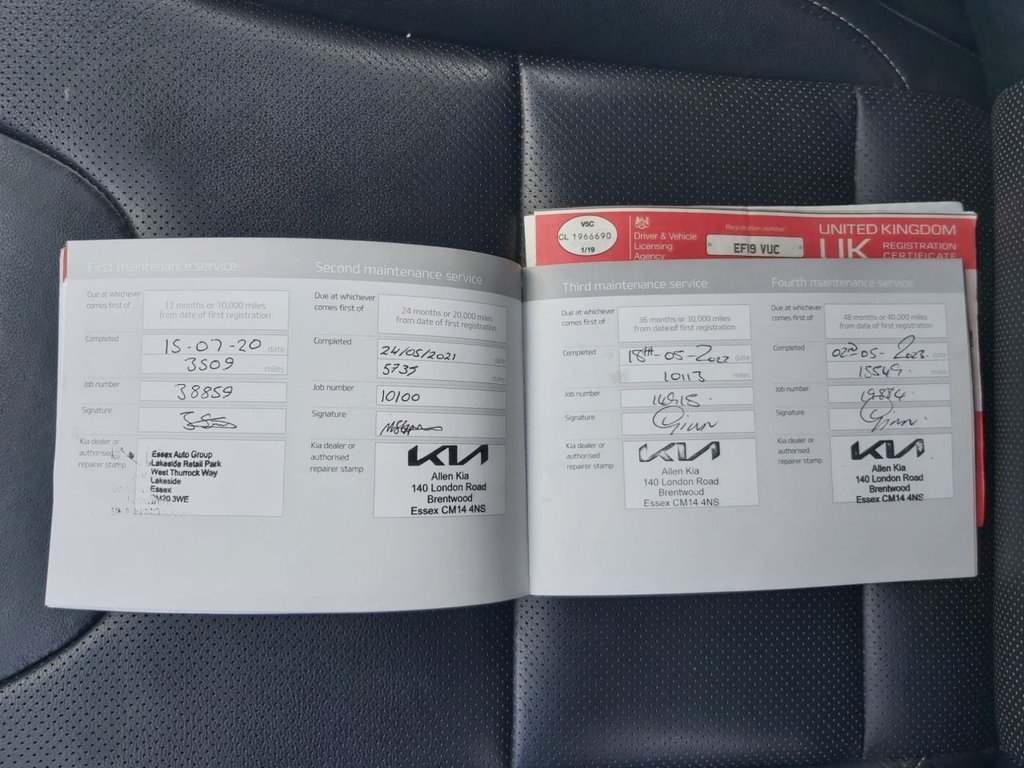 V5C
CL 1966690
1/19
Driver & Vehicle
Licensing
Agency
Registration number
EF19 VUC
UNITED KINGDOM
UK
REGISTRATION
CERTIFICATE
First maintenance service
Due at whichever
comes first of
12 months or 10,000 miles
from date of first registration
Completed
15-07-20 date
3509 miles
Job number
38859
Signature
Kia dealer or
authorised
repairer stamp
Essex Auto Group
Lakeside Retail Park
West Thurrock Way
Lakeside
Essex
RM20 3WE
Second maintenance service
Due at whichever
comes first of
24 months or 20,000 miles
from date of first registration
Completed
24/05/2021
5735
Job number
10100
Signature
Kia dealer or
authorised
repairer stamp
KIA
Allen Kia
140 London Road
Brentwood
Essex CM14 4NS
Third maintenance service
Due at whichever
comes first of
36 months or 30,000 miles
from date of first registration
Completed
18TH-05-2022 date
10113 miles
Job number
14915.
Signature
Kia dealer or
authorised
repairer stamp
KIA
Allen Kia
140 London Road
Brentwood
Essex CM14 4NS
Fourth maintenance service
Due at whichever
comes first of
48 months or 40,000 miles
from date of first registration
Completed
02ND-05-2023. date
15549. miles
Job number
19884.
Signature
Kia dealer or
authorised
repairer stamp
KIA
Allen Kia
140 London Road
Brentwood
Essex CM14 4NS